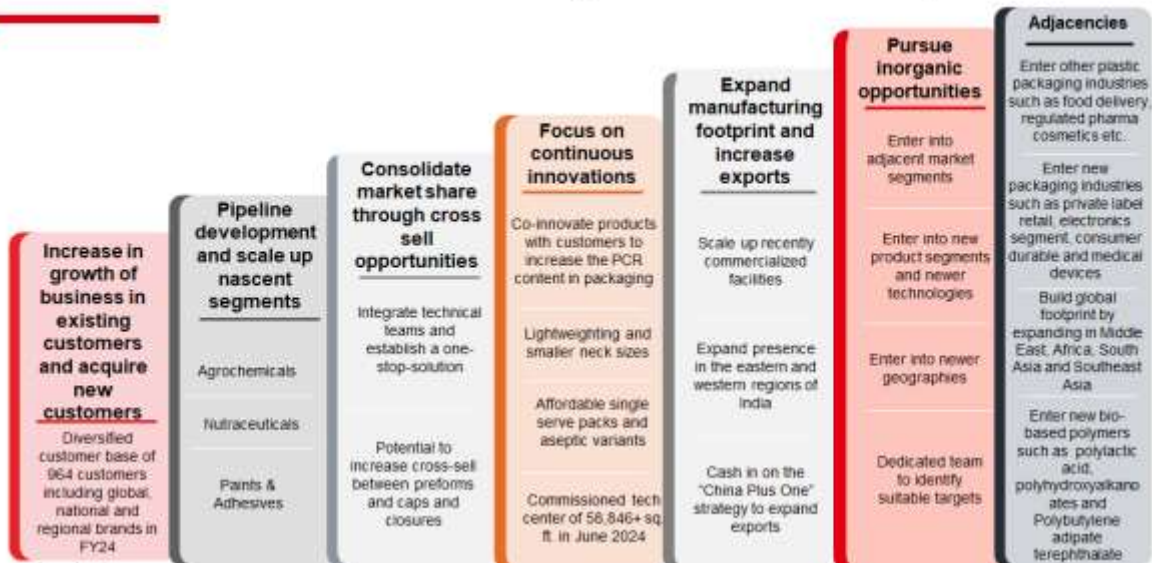 Increase in
growth of
business in
existing
customers
and acquire
new
customers
Diversified
customer base of
964 customers
including global,
national and
regional brands in
FY24
Pipeline
development
and scale up
nascent
segments
Agrochemicals
Nutraceuticals
Paints &
Adhesives
Consolidate
market share
through cross
sell
opportunities
Integrate technical
teams and
establish a one-
stop-solution
Potential to
increase cross-sell
between preforms
and caps and
closures
Focus on
continuous
innovations
Co-innovate products
with customers to
increase the PCR
content in packaging
Lightweighting and
smaller neck sizes
Affordable single
serve packs and
aseptic variants
Commissioned tech
center of 56,846+ sq.
ft. in June 2024
Expand
manufacturing
footprint and
increase
exports
Scale up recently
commercialized
facilities
Expand presence
in the eastern and
western regions of
India
Cash in on the
"China Plus One"
strategy to expand
exports
Pursue
inorganic
opportunities
Enter into
adjacent market
segments
Enter into new
product segments
and newer
technologies
Enter into newer
geographies
Dedicated team
to identify
suitable targets
Adjacencies
Enter other plastic
packaging industries
such as food delivery,
regulated pharma
cosmetics etc.
Enter new
packaging industries
such as private label
retail, electronics
segment, consumer
durable and medical
devices
Build global
footprint by
expanding in Middle
East, Africa, South
Asia and Southeast
Asia
Enter new bio-
based polymers
such as polylactic
acid,
polyhydroxyalkano
ates and
Polybutylene
adipate
terephthalate